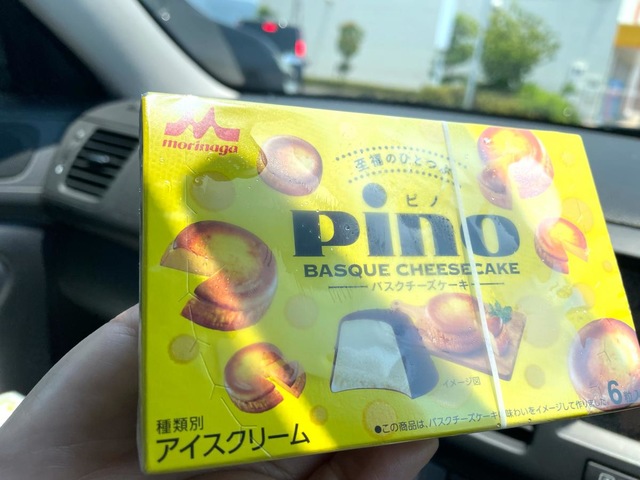 morinaga
至福のひとつぶ
ピノ
pino
BASQUE CHEESECAKE
バスクチーズケーキ
イメージ図
6
種類別
アイスクリーム
●この商品は、バスクチーズケーキの味わいをイメージして作りました